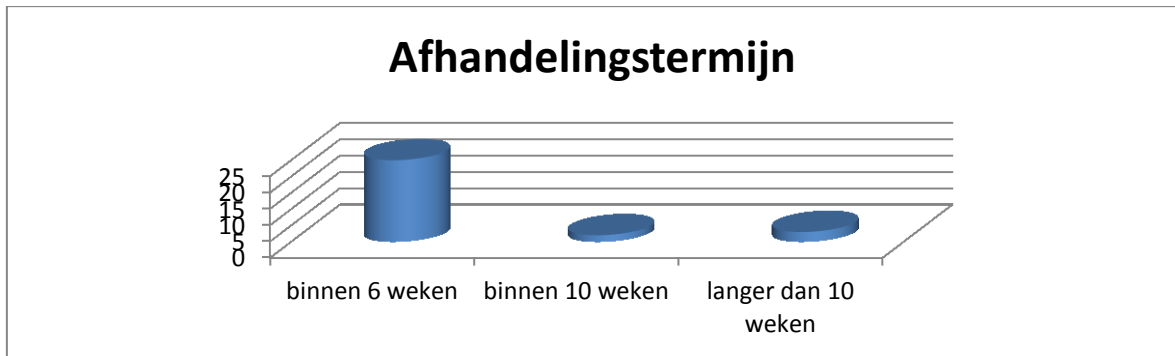 Afhandelingstermijn
25
20
15
10
5
0
binnen 6 weken
binnen 10 weken
langer dan 10
weken